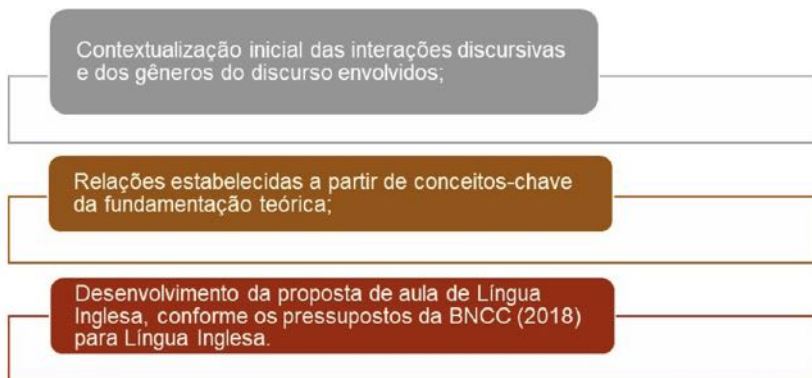 Contextualização inicial das interações discursivas
e dos gêneros do discurso envolvidos;
Relações estabelecidas a partir de conceitos-chave
da fundamentação teórica;
Desenvolvimento da proposta de aula de Língua
Inglesa, conforme os pressupostos da BNCC (2018)
para Língua Inglesa.